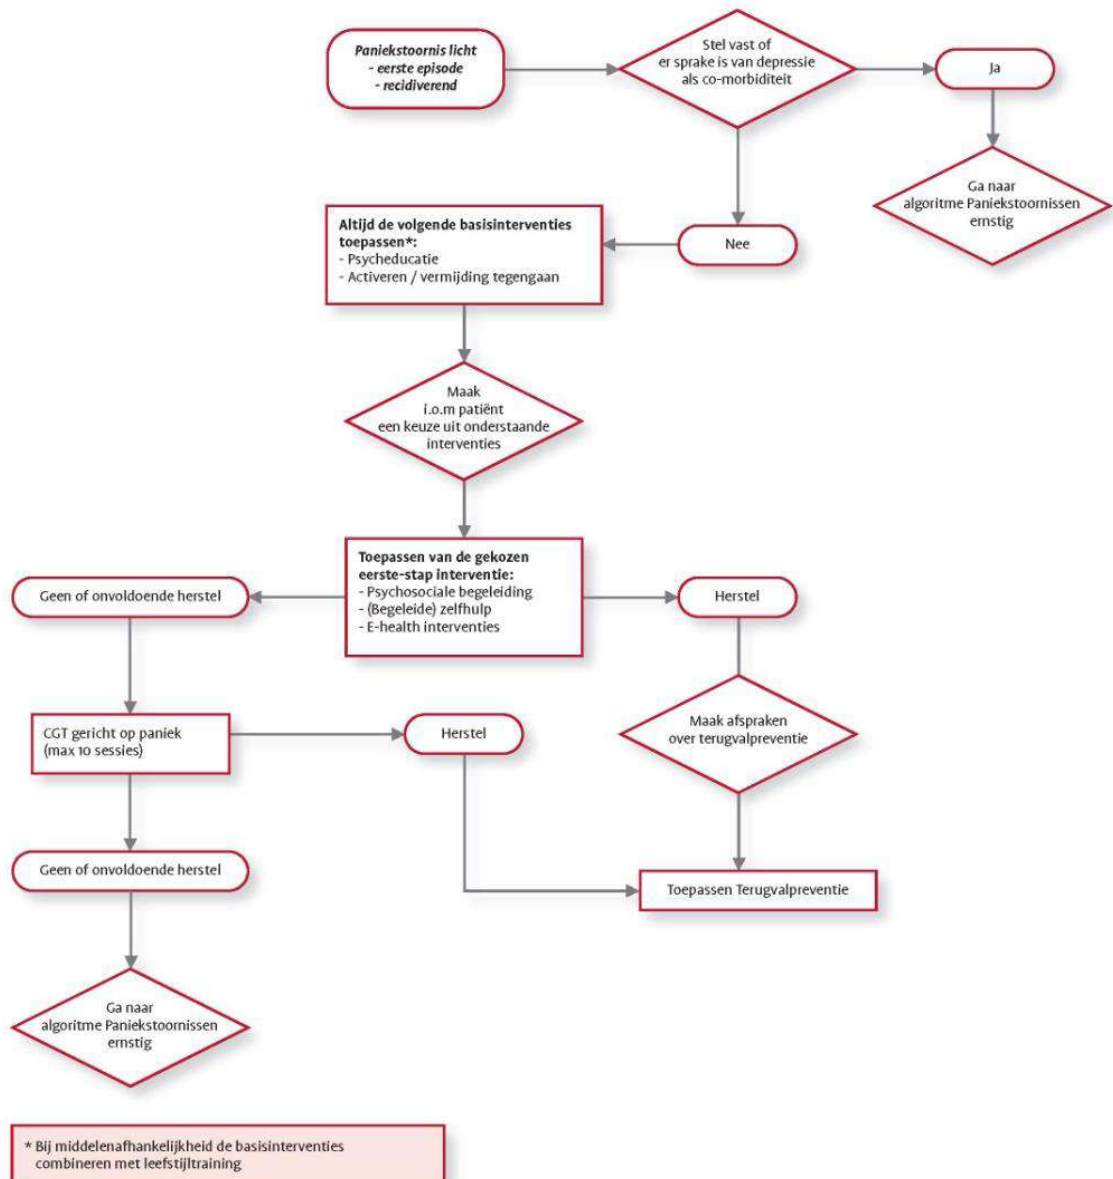 Paniekstoornis licht
- eerste episode
- recidiverend
Stel vast of
er sprake is van depressie
als co-morbiditeit
Ja
Ga naar
algoritme Paniekstoornissen
ernstig
Nee
Altijd de volgende basisinterventies
toepassen*:
- Psycheducatie
- Activeren / vermijding tegengaan
Maak
i.o.m patiënt
een keuze uit onderstaande
interventies
Toepassen van de gekozen
eerste-stap interventie:
- Psychosociale begeleiding
- (Begeleide) zelfhulp
- E-health interventies
Geen of onvoldoende herstel
Herstel
CGT gericht op paniek
(max 10 sessies)
Herstel
Maak afspraken
over terugvalpreventie
Geen of onvoldoende herstel
Toepassen Terugvalpreventie
Ga naar
algoritme Paniekstoornissen
ernstig
* Bij middelenafhankelijkheid de basisinterventies
combineren met leefstijltraining